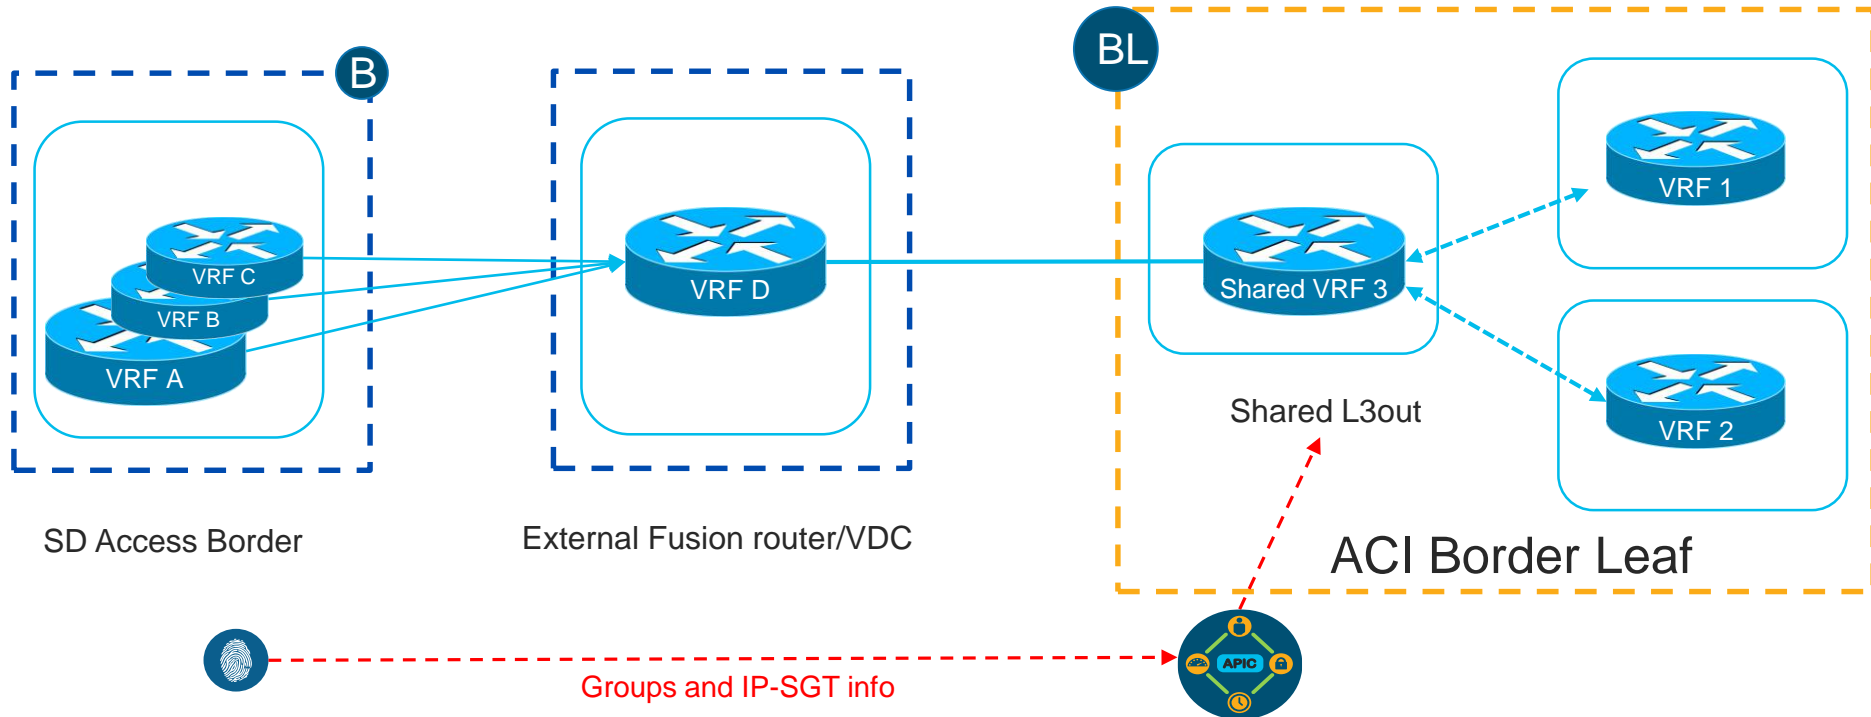 B
BL
VRF C
VRF B
VRF A
VRF D
Shared VRF 3
VRF 1
VRF 2
Shared L3out
SD Access Border
External Fusion router/VDC
ACI Border Leaf
APIC
Groups and IP-SGT info